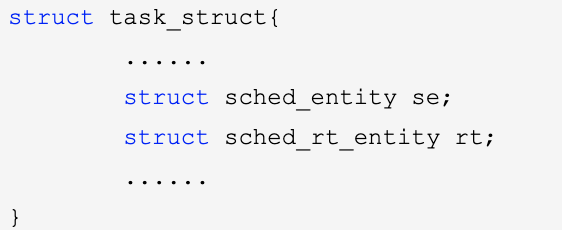 struct task_struct{
......
struct sched_entity se;
struct sched_rt_entity rt;
......
}